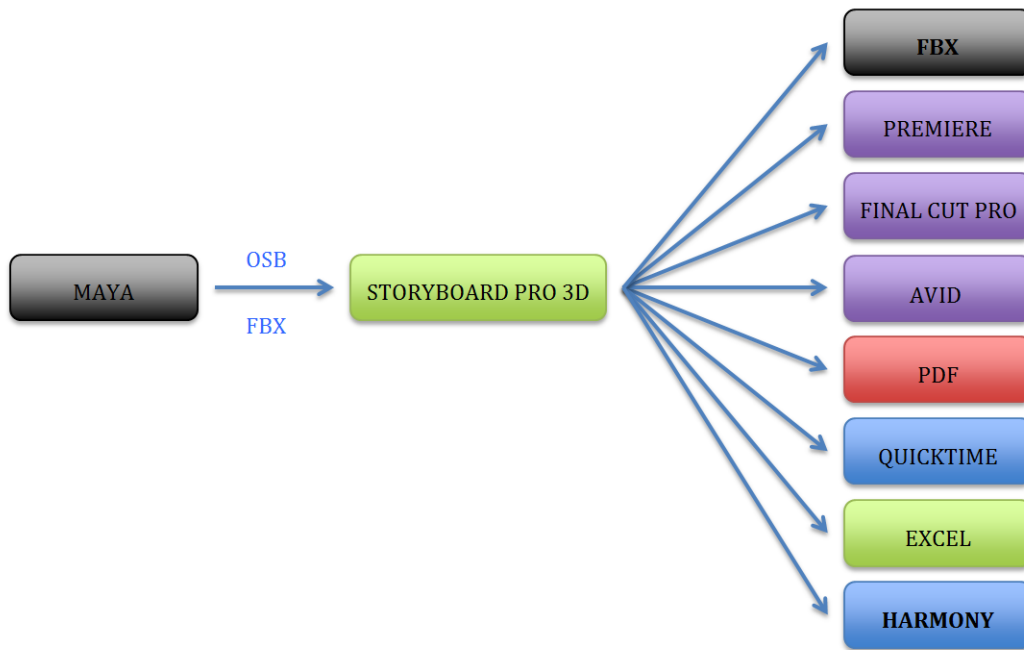 MAYA
OSB
FBX
STORYBOARD PRO 3D
FBX
PREMIERE
FINAL CUT PRO
AVID
PDF
QUICKTIME
EXCEL
HARMONY